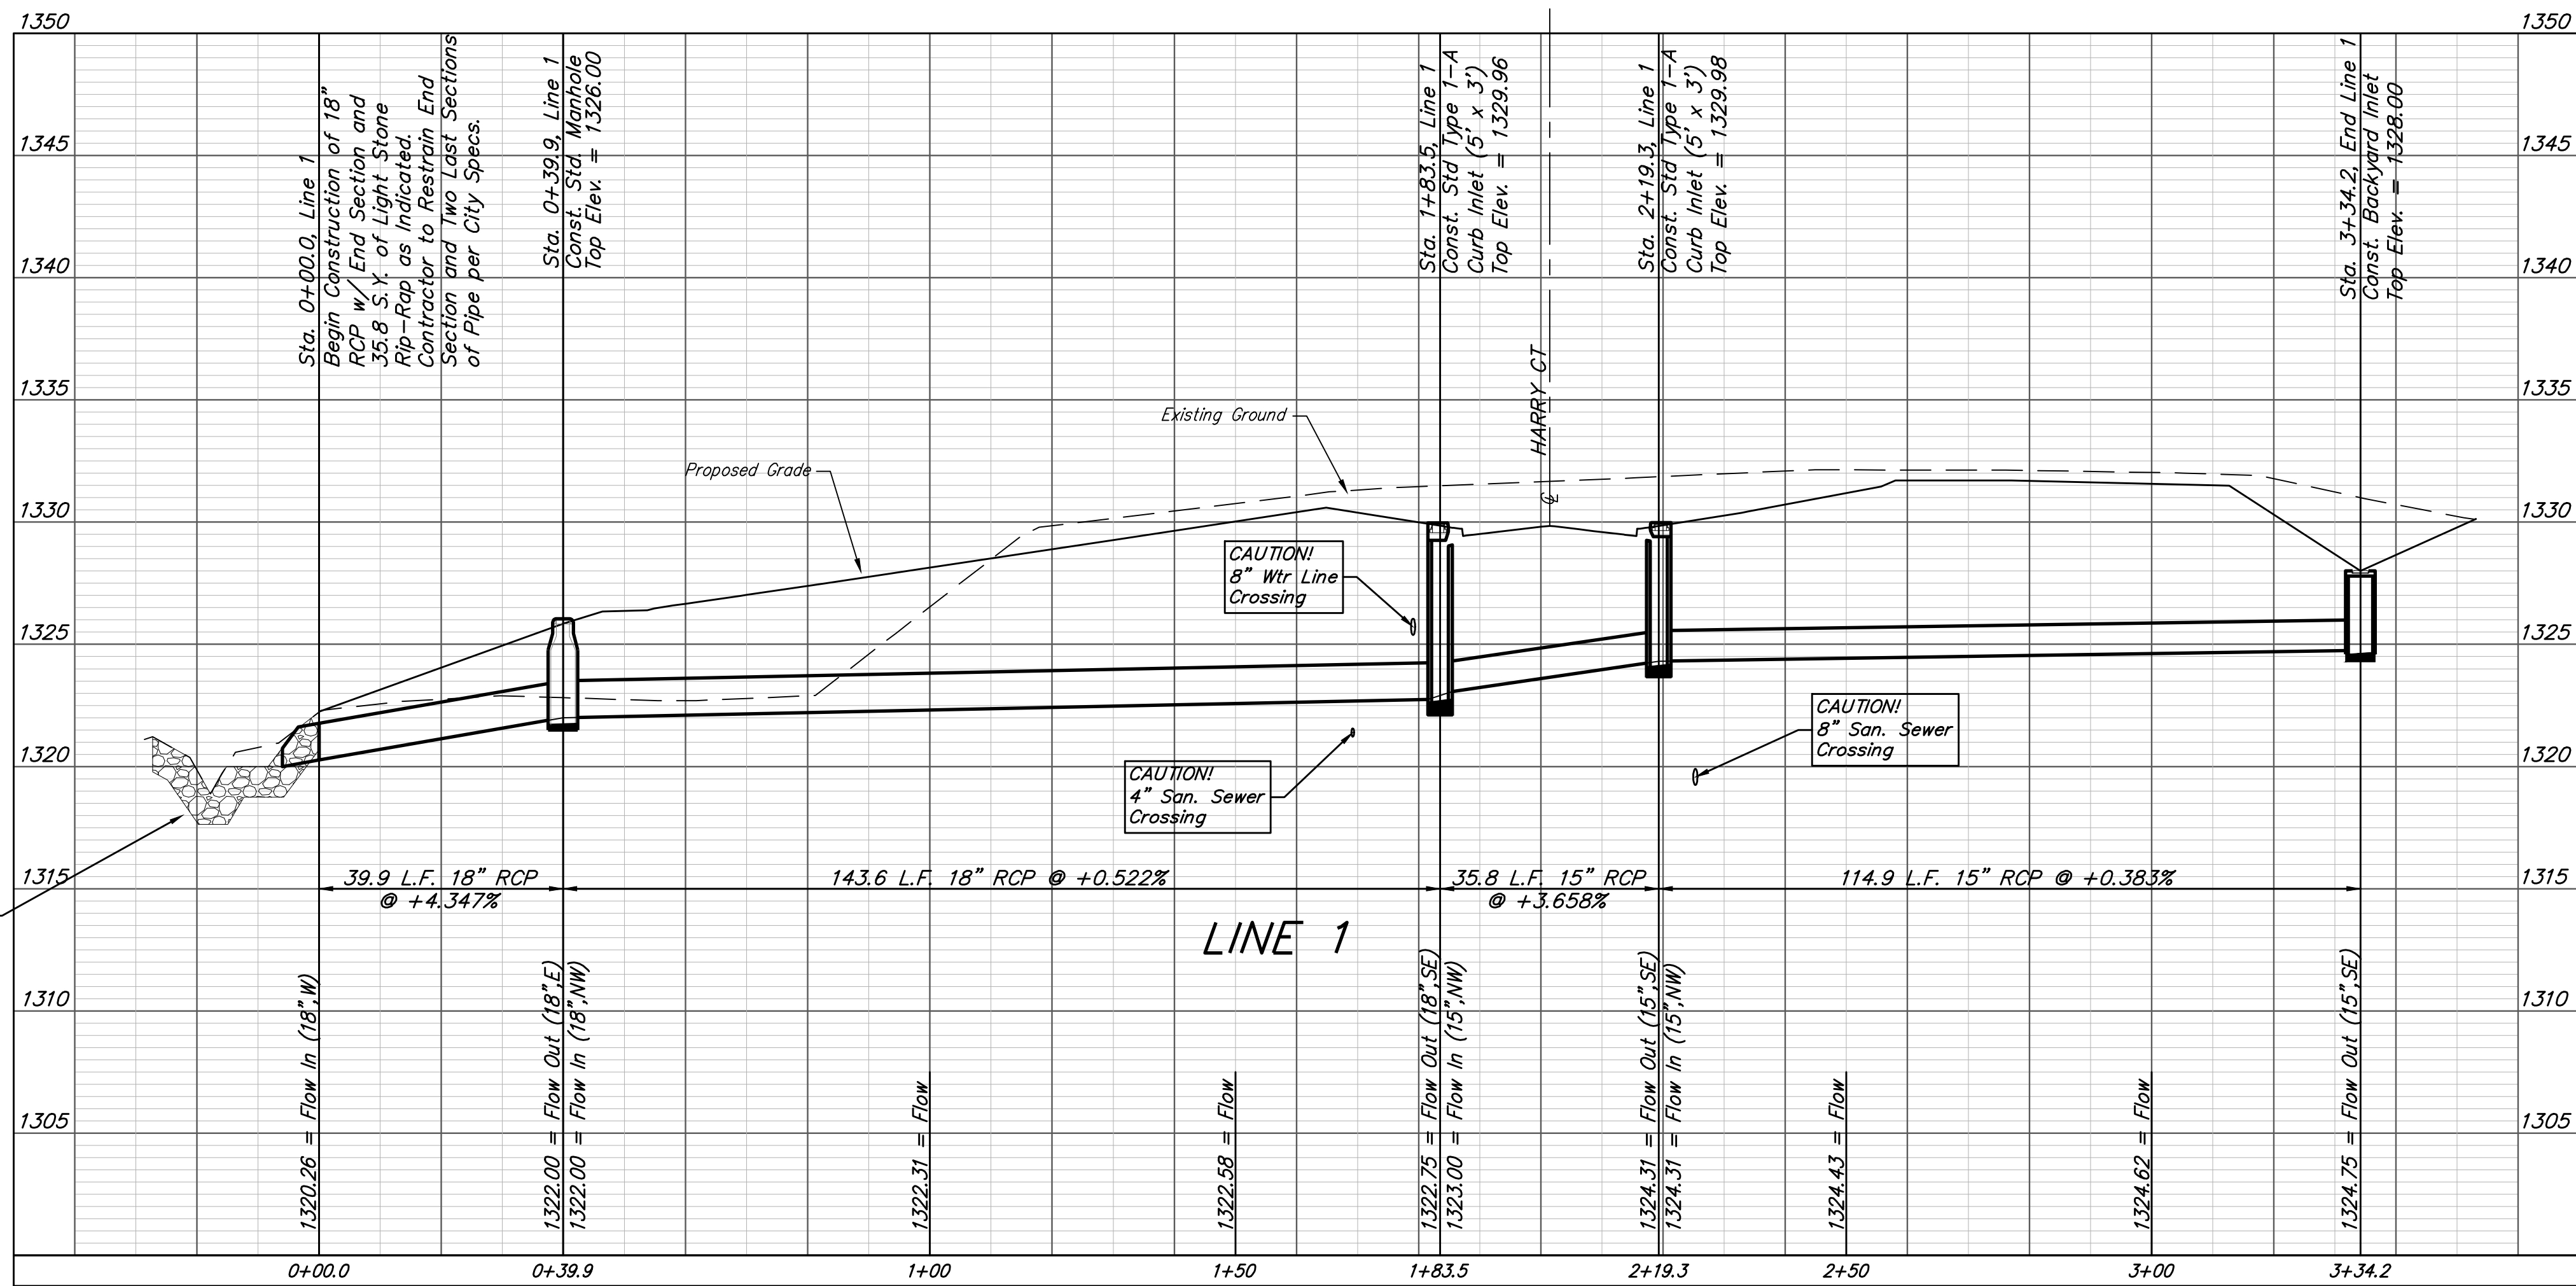 1350
1350
1345
1345
1340
1340
1335
1335
1330
1330
1325
1325
1320
1320
1315
1315
1310
1310
1305
1305
Sta. 0+00.0, Line 1
Begin Construction of 18"
RCP w/ End Section and
35.8 S.Y. of Light Stone
Rip-Rap as Indicated.
Contractor to Restrain End
Section and Two Last Sections
of Pipe per City Specs.
Sta. 0+39.9, Line 1
Const. Std. Manhole
Top Elev. = 1326.00
Sta. 1+83.5, Line 1
Const. Std Type 1-A
Curb Inlet (5' x 3')
Top Elev. = 1329.96
HARRY CT
Sta. 2+19.3, Line 1
Const. Std Type 1-A
Curb Inlet (5' x 3')
Top Elev. = 1329.98
Sta. 3+34.2, End Line 1
Const. Backyard Inlet
Top Elev. = 1328.00
Existing Ground
Proposed Grade
CAUTION!
8" Wtr Line
Crossing
CAUTION!
4" San. Sewer
Crossing
CAUTION!
8" San. Sewer
Crossing
39.9 L.F. 18" RCP
@ +4.347%
143.6 L.F. 18" RCP @ +0.522%
35.8 L.F. 15" RCP
@ +3.658%
114.9 L.F. 15" RCP @ +0.383%
LINE 1
1320.26 = Flow In (18",W)
1322.00 = Flow Out (18",E)
1322.00 = Flow In (18",NW)
1322.31 = Flow
1322.58 = Flow
1322.75 = Flow Out (18",SE)
1323.00 = Flow In (15",NW)
1324.31 = Flow Out (15",SE)
1324.31 = Flow In (15",NW)
1324.43 = Flow
1324.62 = Flow
1324.75 = Flow Out (15",SE)
0+00.0
0+39.9
1+00
1+50
1+83.5
2+19.3
2+50
3+00
3+34.2